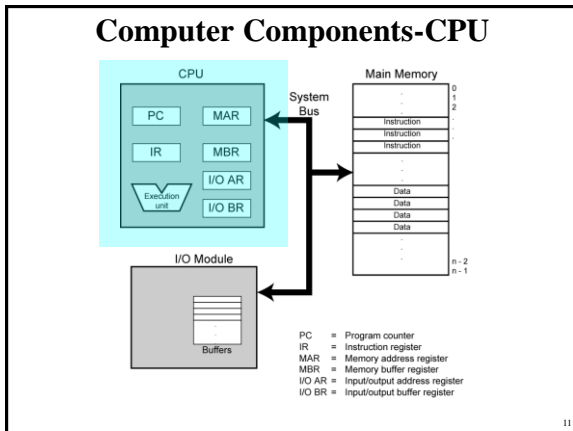 Computer Components-CPU
CPU
PC
MAR
IR
MBR
I/O AR
Execution
unit
I/O BR
System
Bus
Main Memory
0
1
2
.
.
.
.
.
.
Instruction
Instruction
Instruction
.
.
.
Data
Data
Data
Data
.
.
.
n - 2
n - 1
I/O Module
.
.
.
Buffers
PC = Program counter
IR = Instruction register
MAR = Memory address register
MBR = Memory buffer register
I/O AR = Input/output address register
I/O BR = Input/output buffer register
11